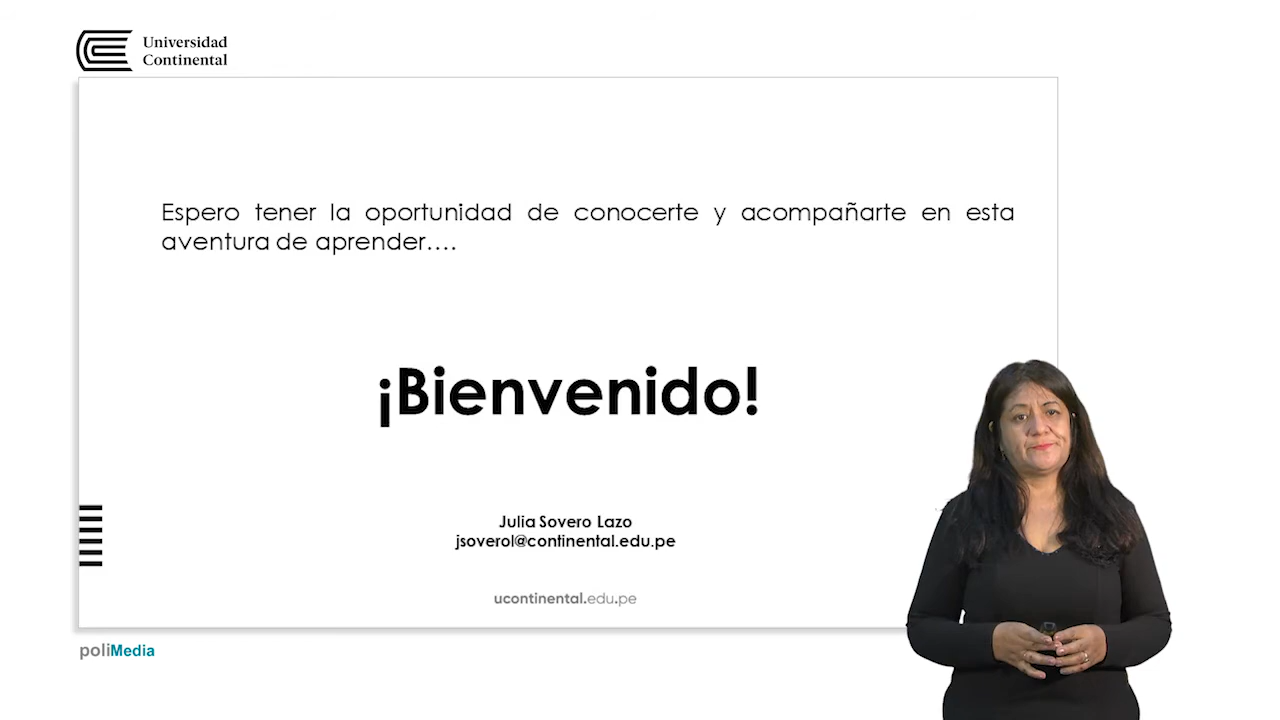 Universidad
Continental
Espero tener la oportunidad de conocerte y acompañarte en esta
aventura de aprender....
¡Bienvenido!
Julia Sovero Lazo
jsoverol@continental.edu.pe
ucontinental.edu.pe
poliMedia